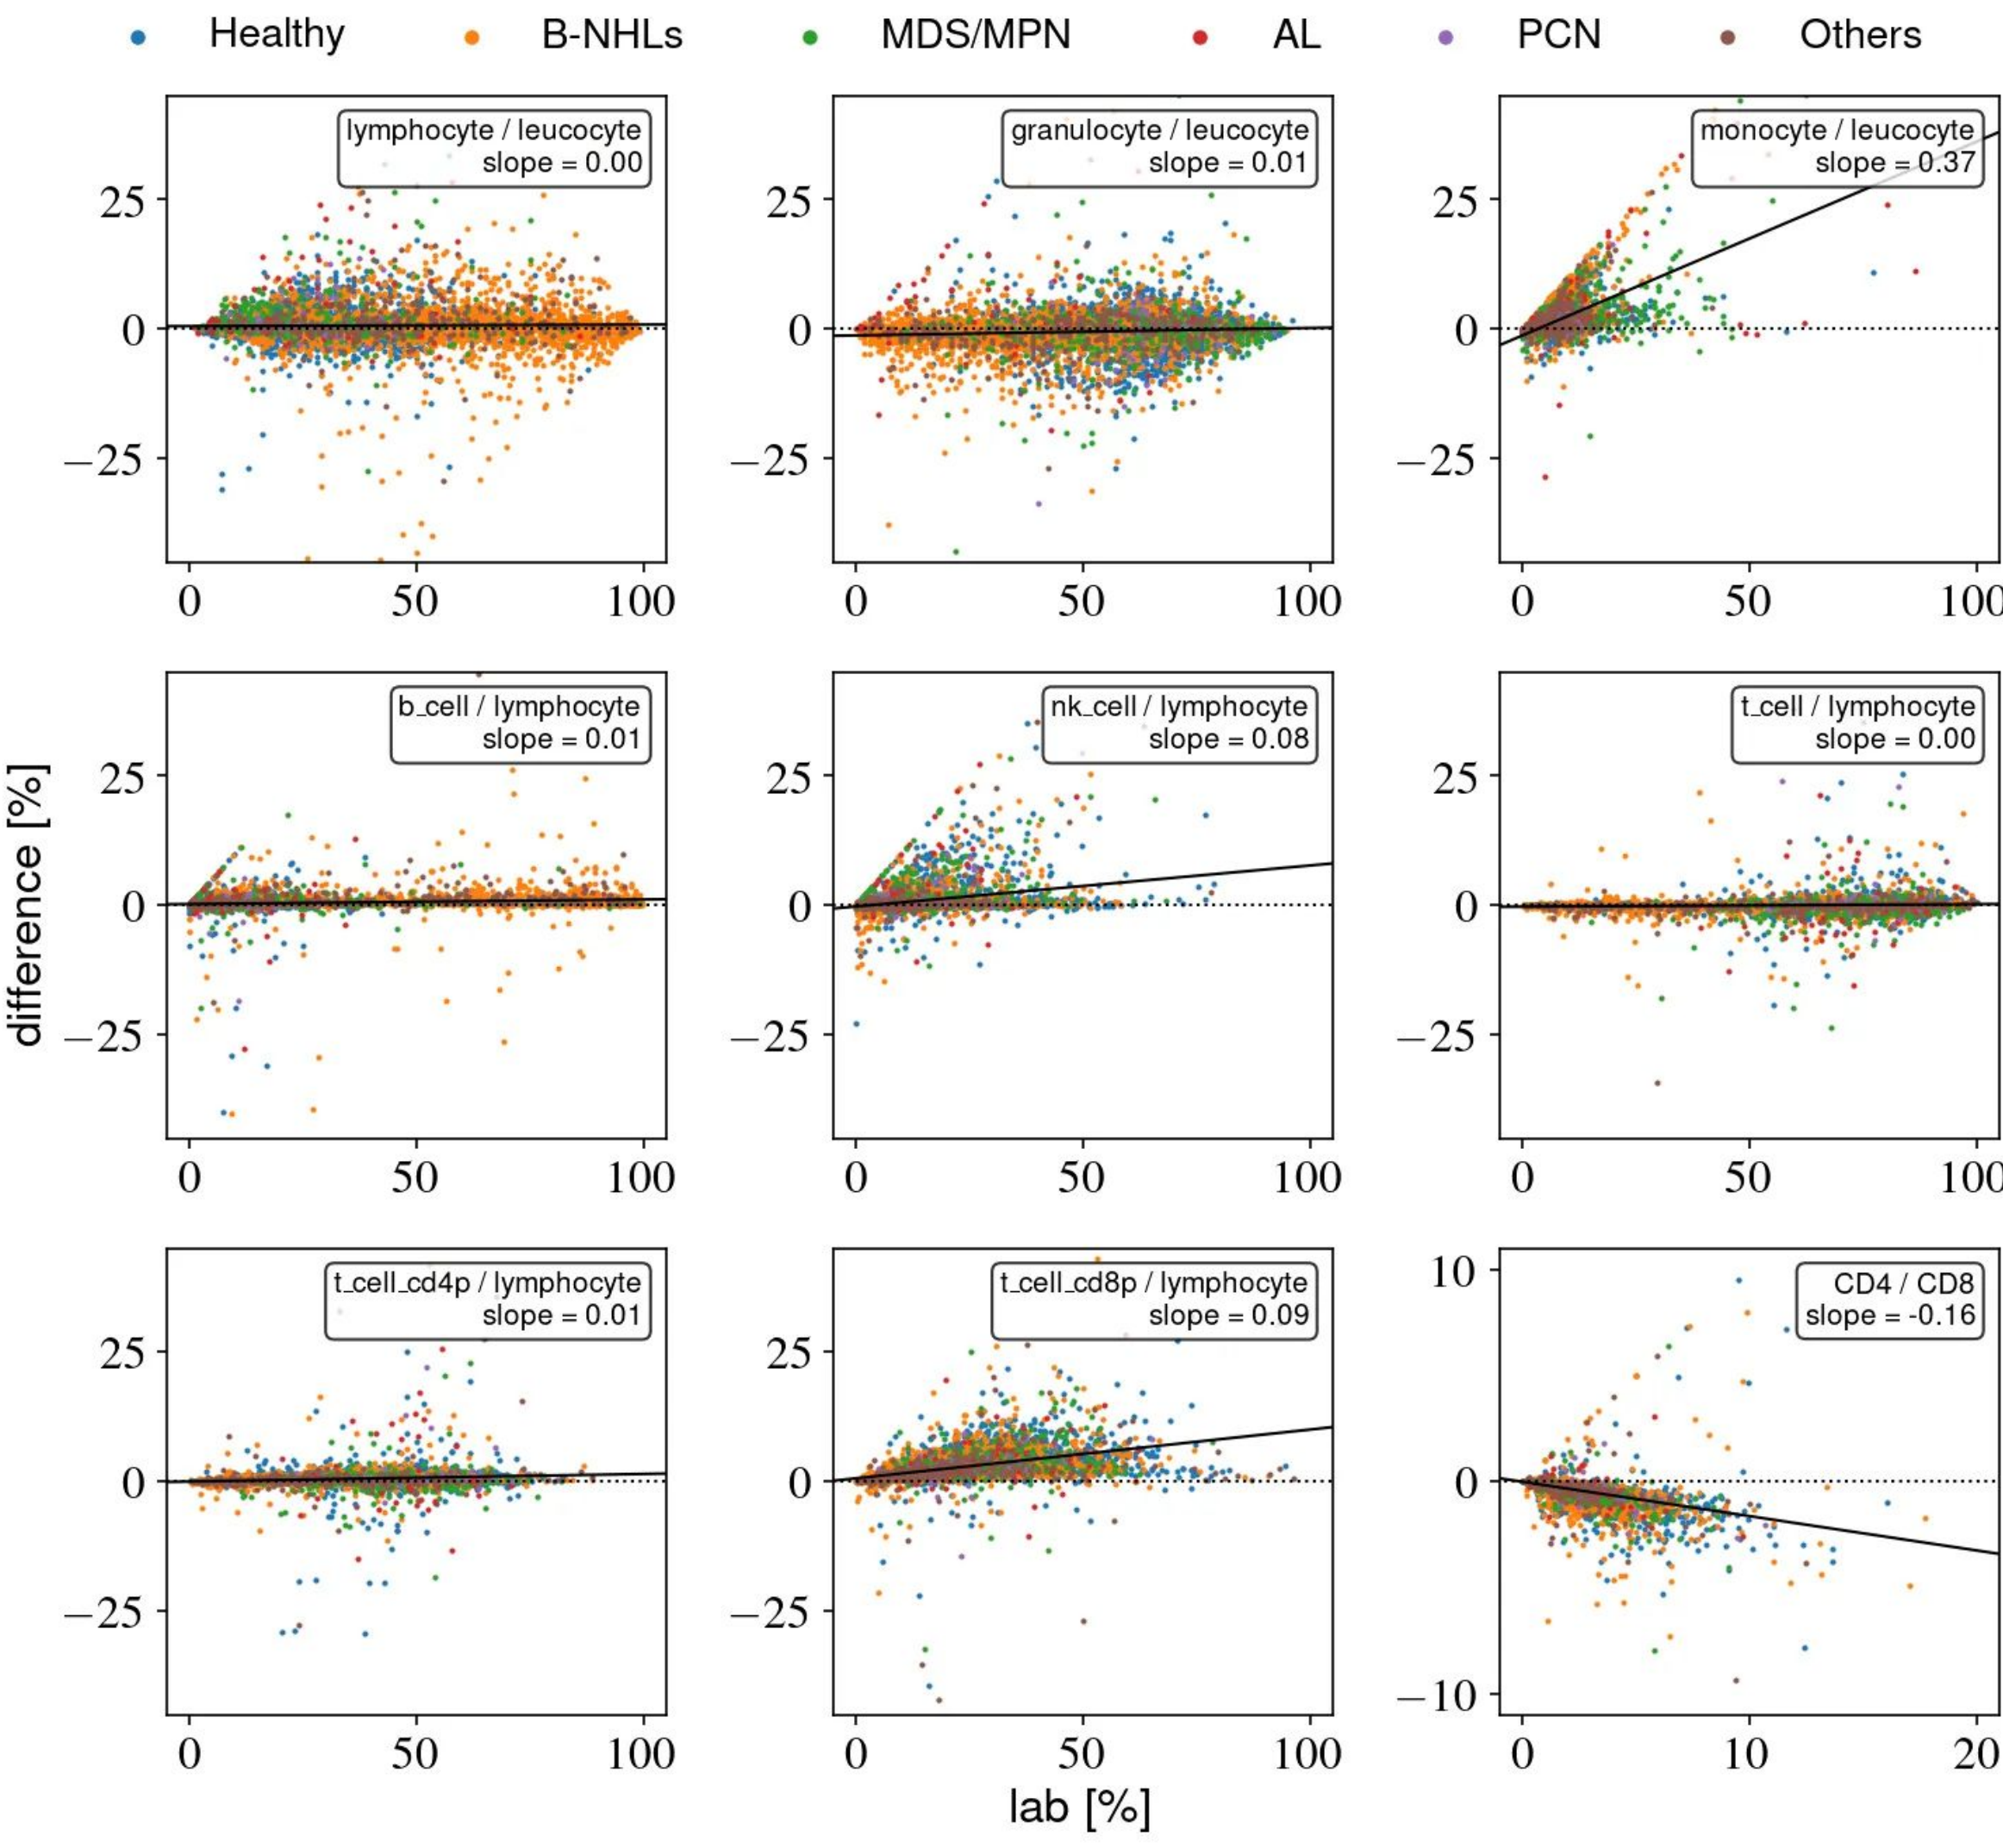 Healthy B-NHLs MDS/MPN AL PCN Others
lymphocyte / leucocyte
slope = 0.00
25
0
−25
0 50 100
granulocyte / leucocyte
slope = 0.01
25
0
−25
0 50 100
monocyte / leucocyte
slope = 0.37
25
0
−25
0 50 100
difference [%]
b_cell / lymphocyte
slope = 0.01
25
0
−25
0 50 100
nk_cell / lymphocyte
slope = 0.08
25
0
−25
0 50 100
t_cell / lymphocyte
slope = 0.00
25
0
−25
0 50 100
t_cell_cd4p / lymphocyte
slope = 0.01
25
0
−25
0 50 100
t_cell_cd8p / lymphocyte
slope = 0.09
25
0
−25
0 50 100
CD4 / CD8
slope = -0.16
10
0
−10
0 10 20
lab [%]